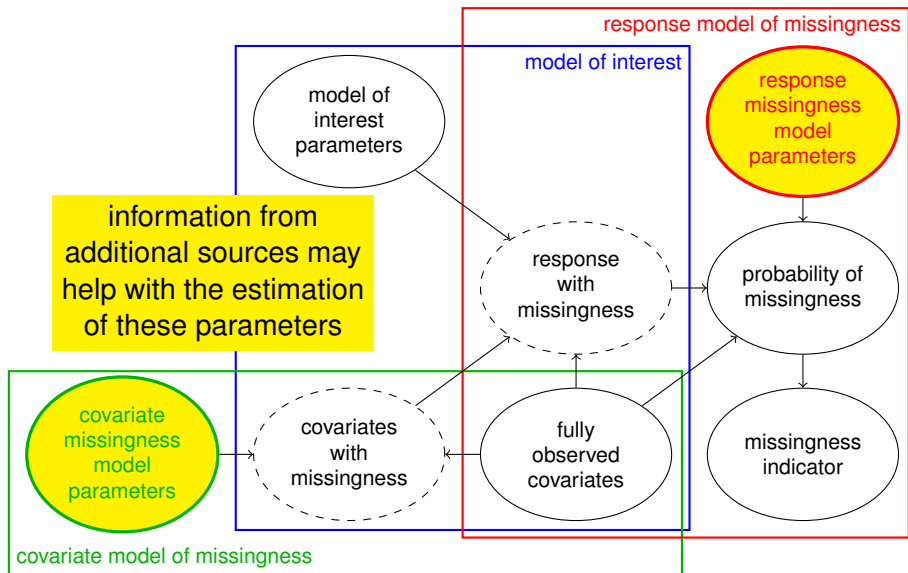 response model of missingness
model of interest
model of
interest
parameters
response
missingness
model
parameters
information from
additional sources may
help with the estimation
of these parameters
response
with
missingness
probability of
missingness
covariate
missingness
model
parameters
covariates
with
missingness
fully
observed
covariates
missingness
indicator
covariate model of missingness